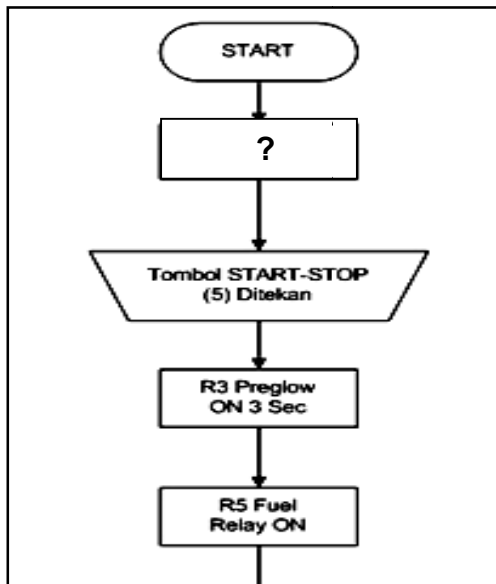 START
?
Tombol START-STOP
(5) Ditekan
R3 Preglow
ON 3 Sec
R5 Fuel
Relay ON